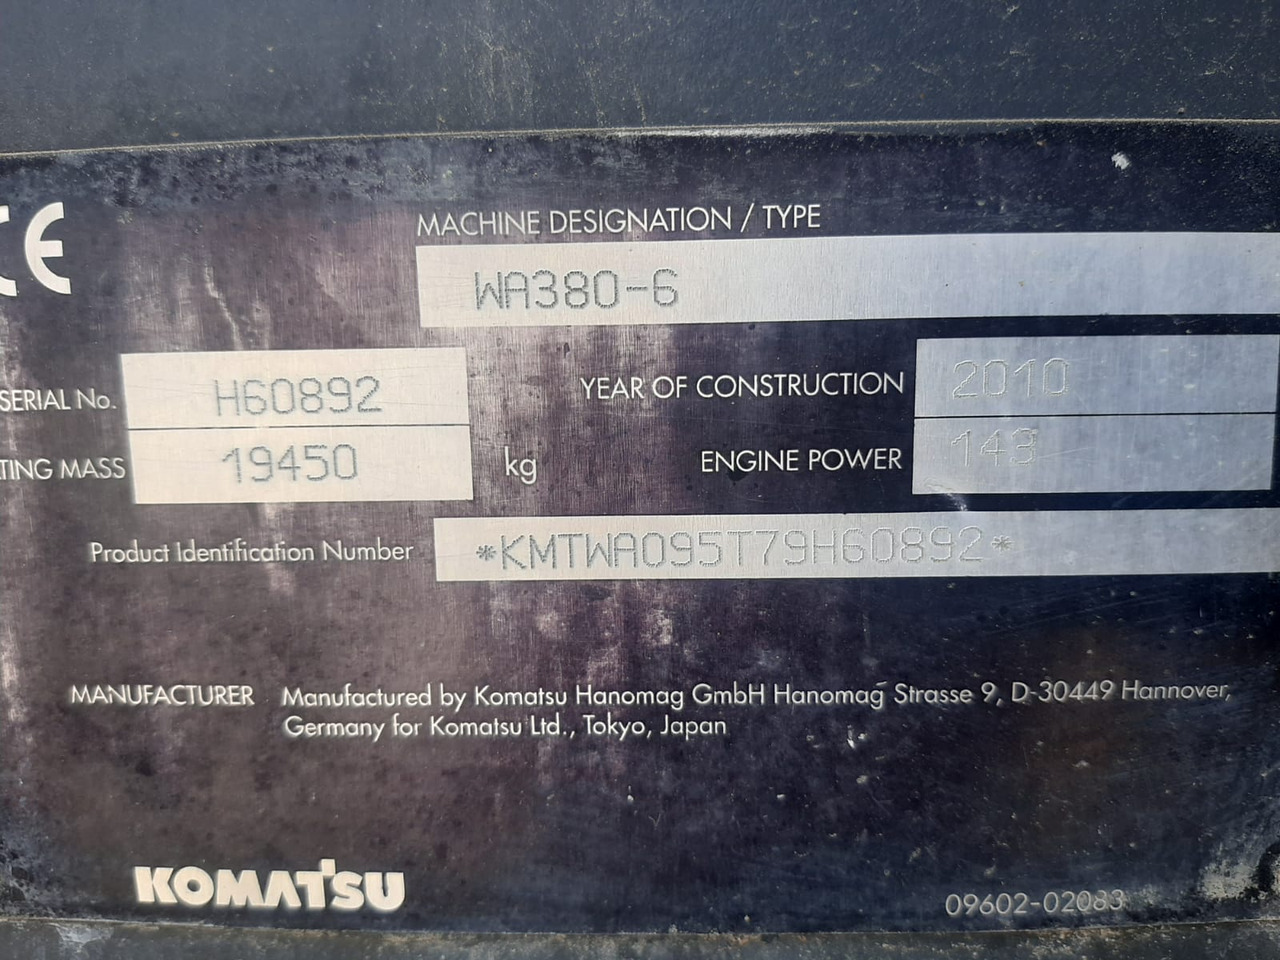 CE
MACHINE DESIGNATION / TYPE
WA380-6
SERIAL No. H60892 YEAR OF CONSTRUCTION 2010
TING MASS 19450 kg ENGINE POWER 143
Product Identification Number *KMTWA095T79H60892*
MANUFACTURER Manufactured by Komatsu Hanomag GmbH Hanomag Strasse 9, D-30449 Hannover,
Germany for Komatsu Ltd., Tokyo, Japan
KOMATSU 09602-02083